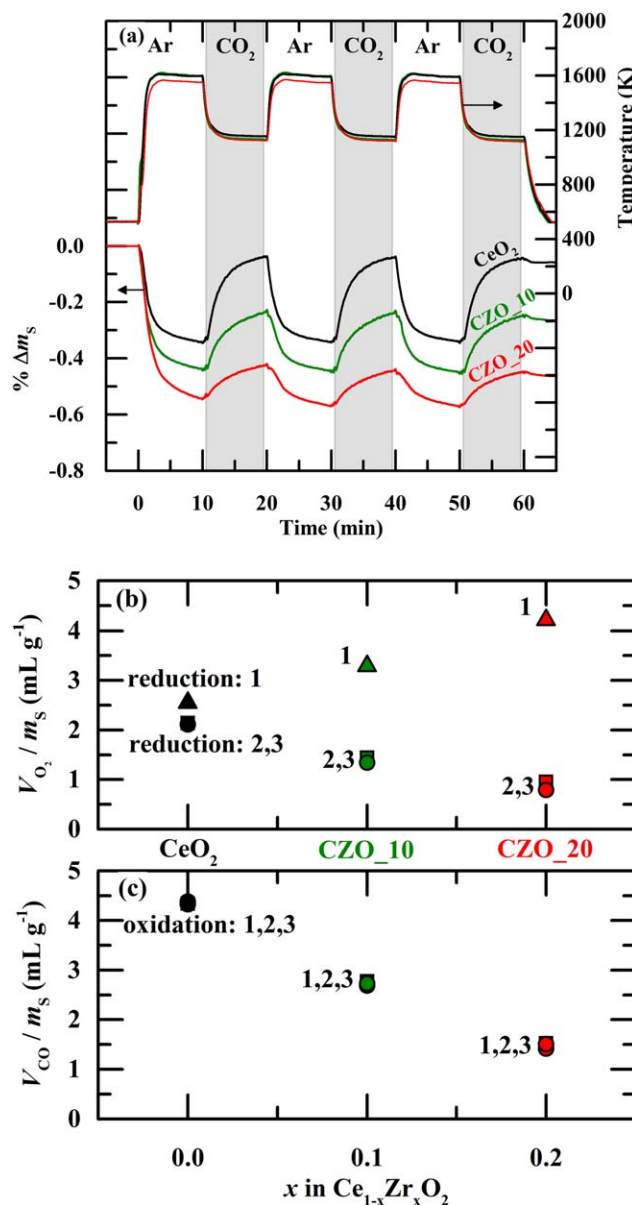 (a)
Ar CO2 Ar CO2 Ar CO2
2000
1600
1200
800
400
0
Temperature (K)
0.0
-0.2
-0.4
-0.6
-0.8
% ΔmS
CeO2
CZO_10
CZO_20
0 10 20 30 40 50 60
Time (min)
(b)
5
4
3
2
1
0
VO2 / mS (mL g-1)
1
1
reduction: 1
reduction: 2,3
2,3
2,3
CeO2 CZO_10 CZO_20
(c)
5
4
3
2
1
0
VCO / mS (mL g-1)
oxidation: 1,2,3
1,2,3
1,2,3
0.0 0.1 0.2
x in Ce1-xZrxO2